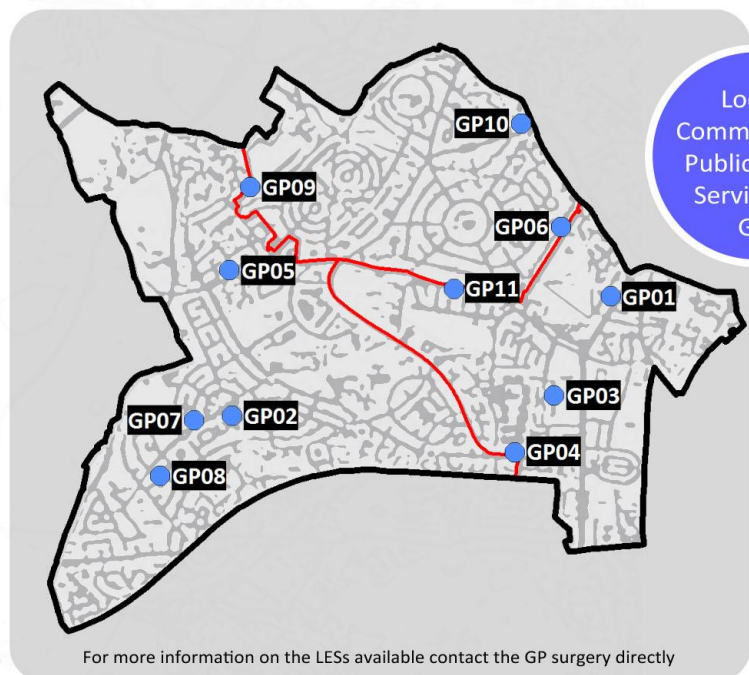 GP10
GP09
GP06
GP05
GP11
GP01
GP03
GP07
GP02
GP04
GP08
For more information on the LESs available contact the GP surgery directly